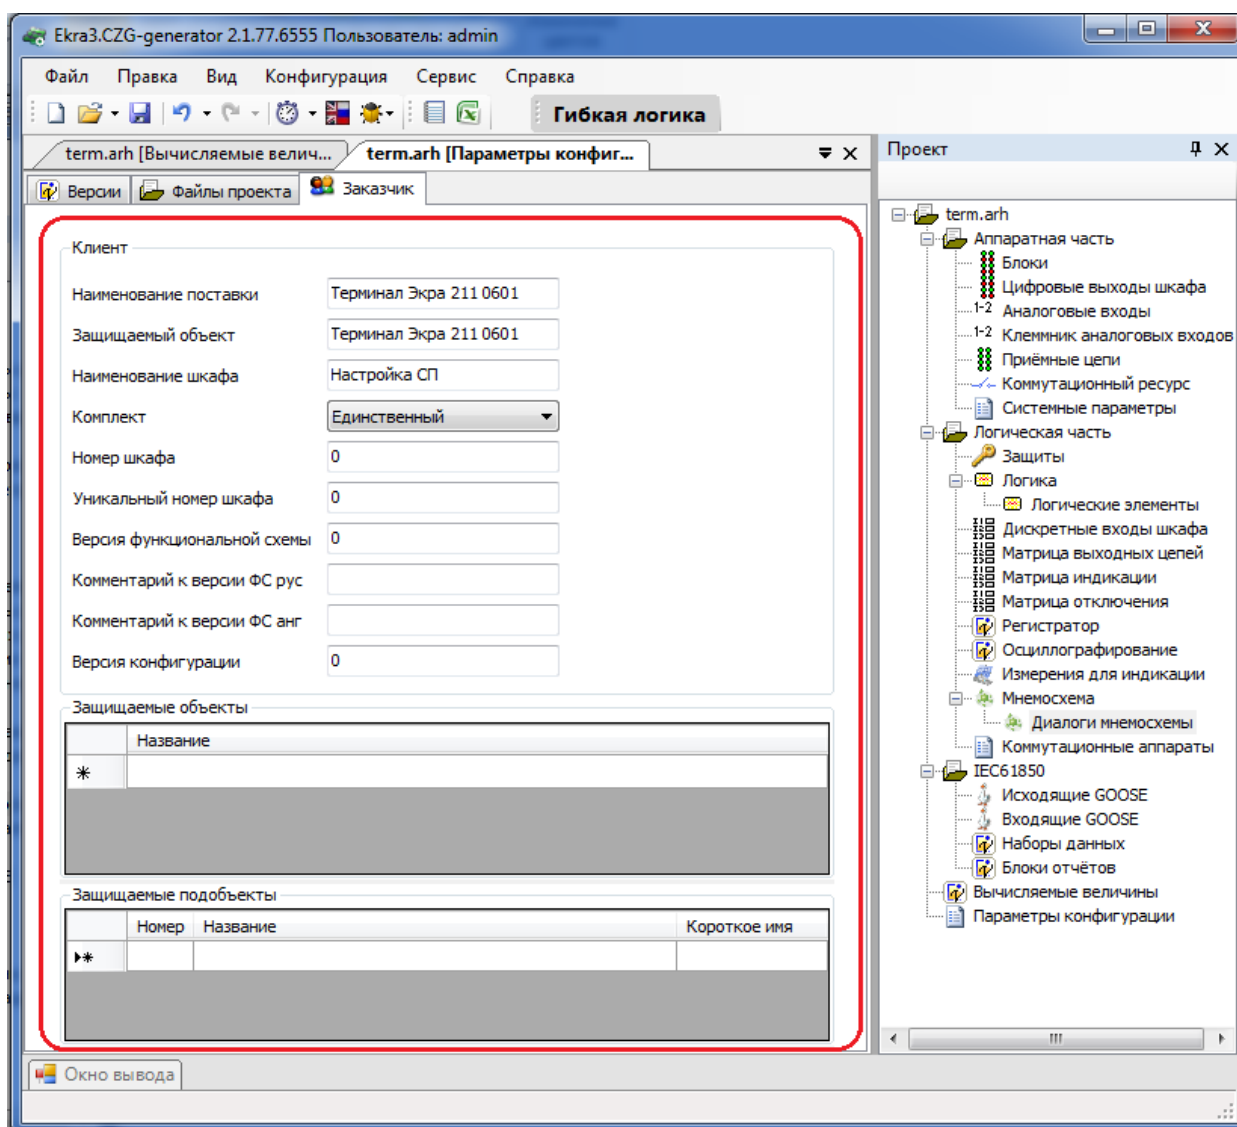 Ekra3.CZG-generator 2.1.77.6555 Пользователь: admin
Файл Правка Вид Конфигурация Сервис Справка
Гибкая логика
term.arh [Вычисляемые велич... term.arh [Параметры конфиг...
Версии Файлы проекта Заказчик
Клиент
Наименование поставки Терминал Экра 211 0601
Защищаемый объект Терминал Экра 211 0601
Наименование шкафа Настройка СП
Комплект Единственный
Номер шкафа 0
Уникальный номер шкафа 0
Версия функциональной схемы 0
Комментарий к версии ФС рус
Комментарий к версии ФС анг
Версия конфигурации 0
Защищаемые объекты
Название
Защищаемые подобъекты
Номер Название Короткое имя
Окно вывода
Проект
term.arh
Аппаратная часть
Блоки
Цифровые выходы шкафа
1-2 Аналоговые входы
1-2 Клеммник аналоговых входов
Приёмные цепи
Коммутационный ресурс
Системные параметры
Логическая часть
Защиты
Логика
Логические элементы
Дискретные входы шкафа
Матрица выходных цепей
Матрица индикации
Матрица отключения
Регистратор
Осциллографирование
Измерения для индикации
Мнемосхема
Диалоги мнемосхемы
Коммутационные аппараты
IEC61850
Исходящие GOOSE
Входящие GOOSE
Наборы данных
Блоки отчётов
Вычисляемые величины
Параметры конфигурации